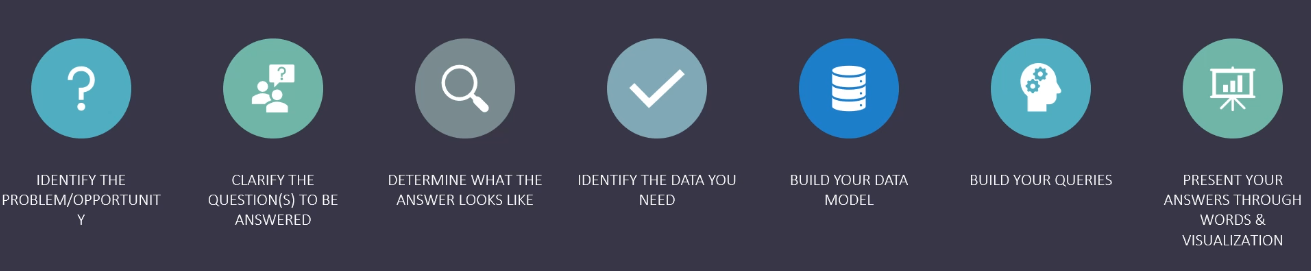 IDENTIFY THE
PROBLEM/OPPORTUNIT
Y
CLARIFY THE
QUESTION(S) TO BE
ANSWERED
DETERMINE WHAT THE
ANSWER LOOKS LIKE
IDENTIFY THE DATA YOU
NEED
BUILD YOUR DATA
MODEL
BUILD YOUR QUERIES
PRESENT YOUR
ANSWERS THROUGH
WORDS &
VISUALIZATION